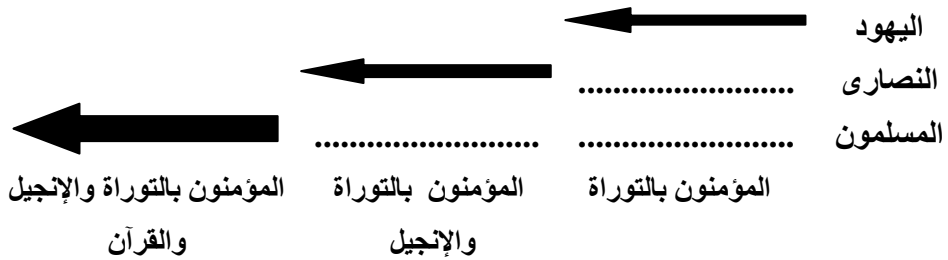 اليهود
النصارى .........................
المسلمون ......................... ..........................
المؤمنون بالتوراة المؤمنون بالتوراة المؤمنون بالتوراة والإنجيل
والإنجيل والقرآن